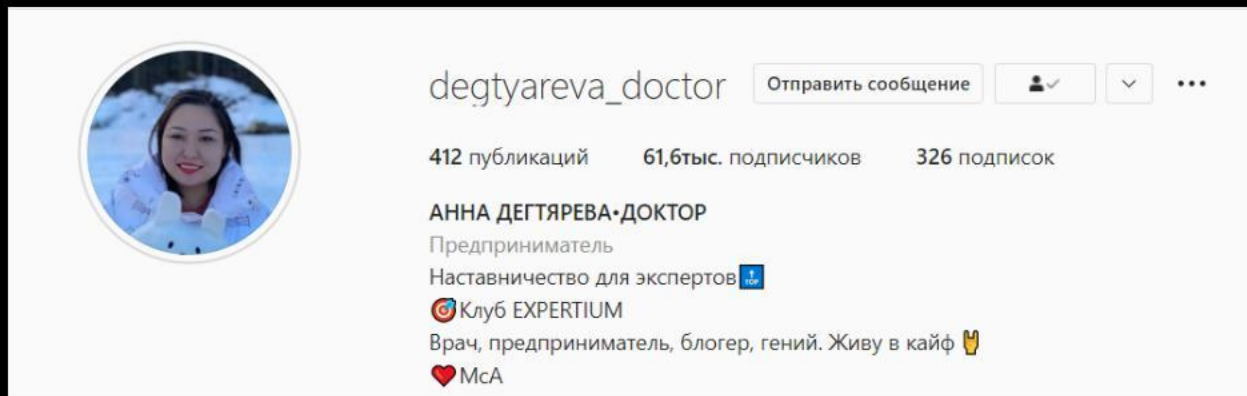 degtyareva_doctor Отправить сообщение
412 публикаций 61,6тыс. подписчиков 326 подписок
АННА ДЕГТЯРЕВА•ДОКТОР
Предприниматель
Наставничество для экспертов🔝
🎯Клуб EXPERTIUM
Врач, предприниматель, блогер, гений. Живу в кайф🤘
❤️McA